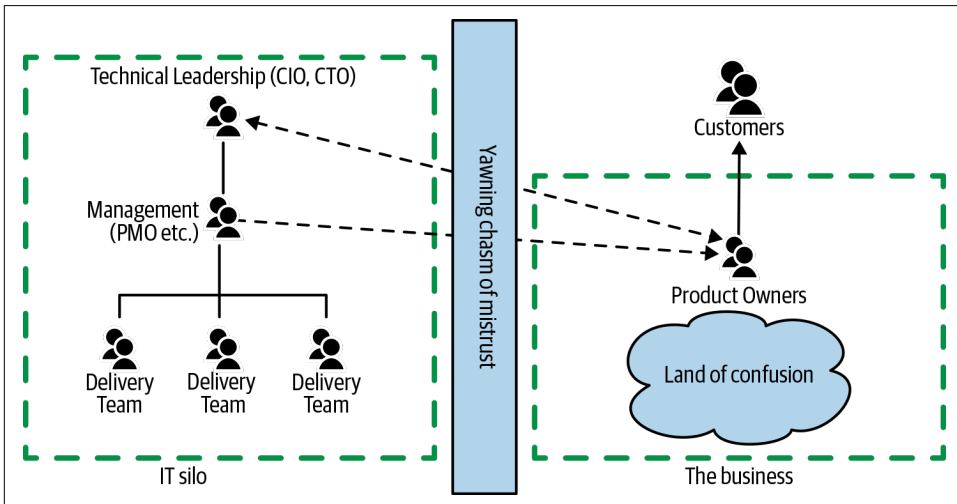 Technical Leadership (CIO, CTO)
Management
(PMO etc.)
Delivery
Team
Delivery
Team
Delivery
Team
IT silo
Yawning chasm of mistrust
Customers
Product Owners
Land of confusion
The business